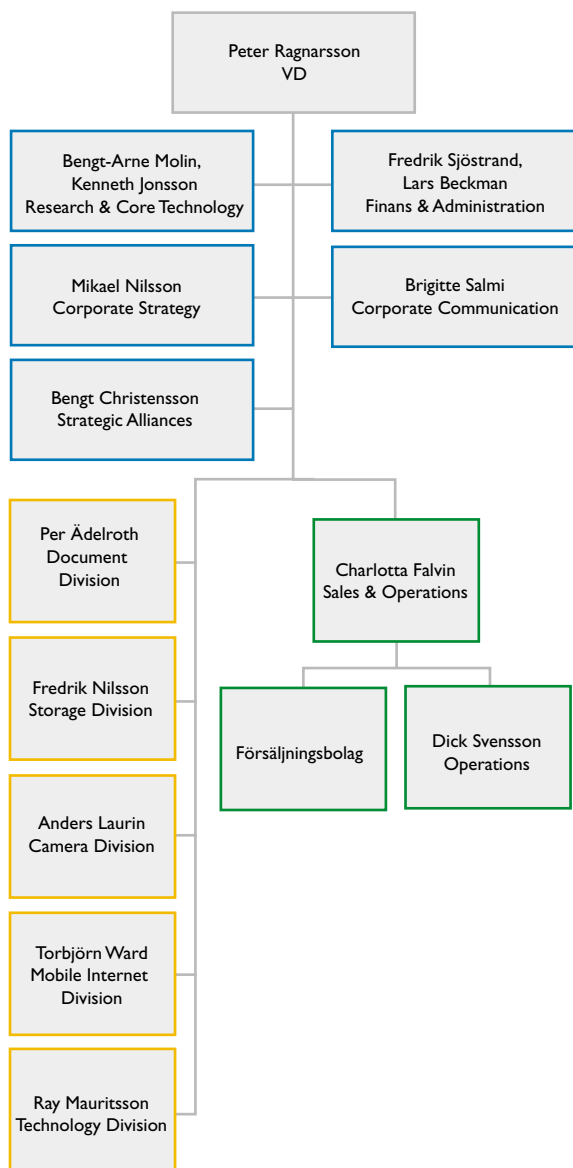 Peter Ragnarsson
VD
Bengt-Arne Molin,
Kenneth Jonsson
Research & Core Technology
Fredrik Sjöstrand,
Lars Beckman
Finans & Administration
Mikael Nilsson
Corporate Strategy
Brigitte Salmi
Corporate Communication
Bengt Christensson
Strategic Alliances
Per Ädelroth
Document
Division
Charlotta Falvin
Sales & Operations
Fredrik Nilsson
Storage Division
Försäljningsbolag
Dick Svensson
Operations
Anders Laurin
Camera Division
Torbjörn Ward
Mobile Internet
Division
Ray Mauritsson
Technology Division